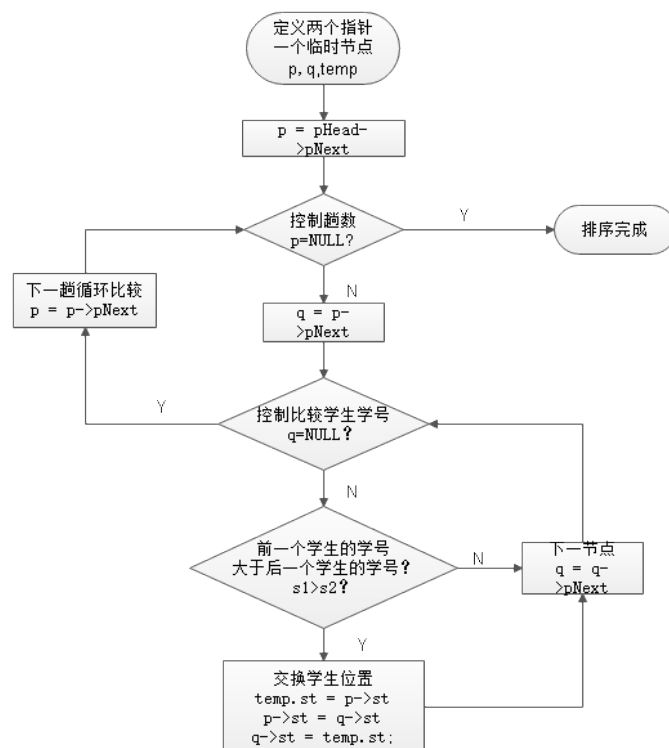 定义两个指针
一个临时节点
p, q,temp
p = pHead-
>pNext
控制趟数
p=NULL?
Y
排序完成
N
下一趟循环比较
p = p->pNext
q = p-
>pNext
Y
控制比较学生学号
q=NULL?
N
前一个学生的学号
大于后一个学生的学号?
s1>s2?
N
下一节点
q = q-
>pNext
Y
交换学生位置
temp.st = p->st
p->st = q->st
q->st = temp.st;